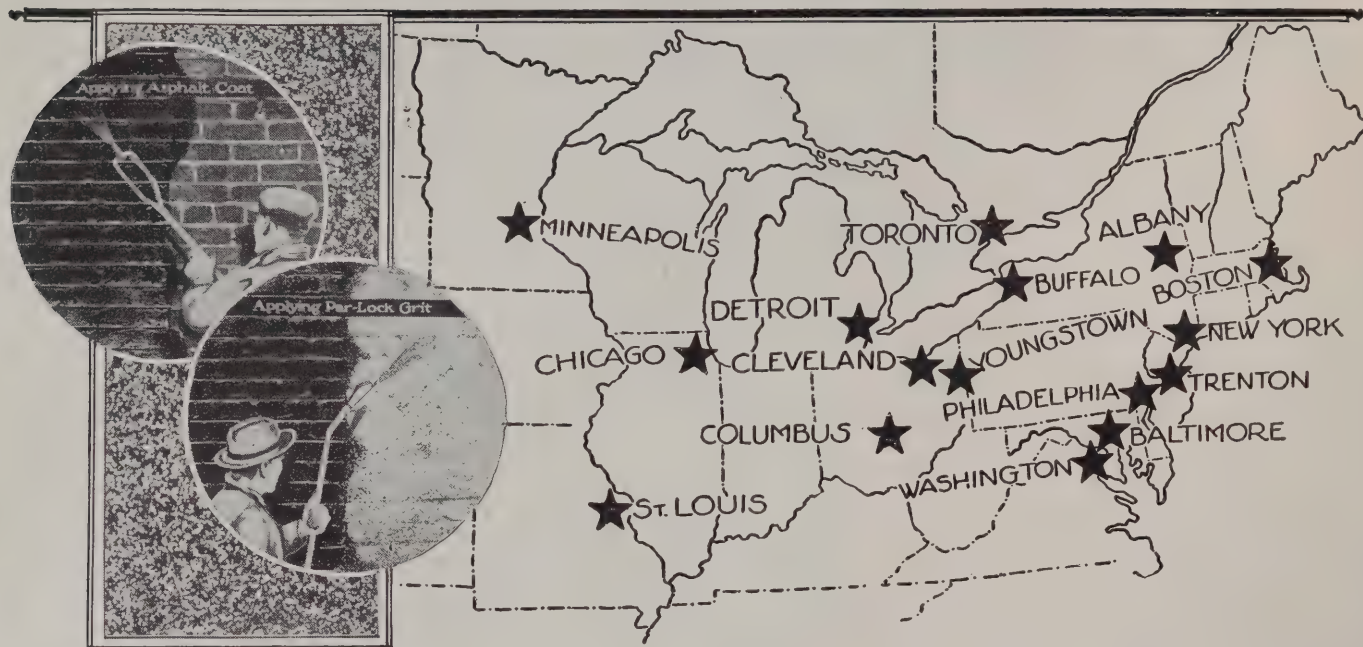 Applying Asphalt Coat
Applying Par-Lock Grit
MINNEAPOLIS
TORONTO
ALBANY
BUFFALO
BOSTON
DETROIT
YOUNGSTOWN
NEW YORK
CHICAGO
CLEVELAND
TRENTON
PHILADELPHIA
COLUMBUS
BALTIMORE
WASHINGTON
ST. LOUIS